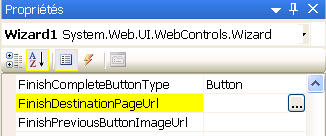 Propriétés
Wizard1 System.Web.UI.WebControls.Wizard
FinishCompleteButtonType Button
FinishDestinationPageUrl ...
FinishPreviousButtonImageUrl